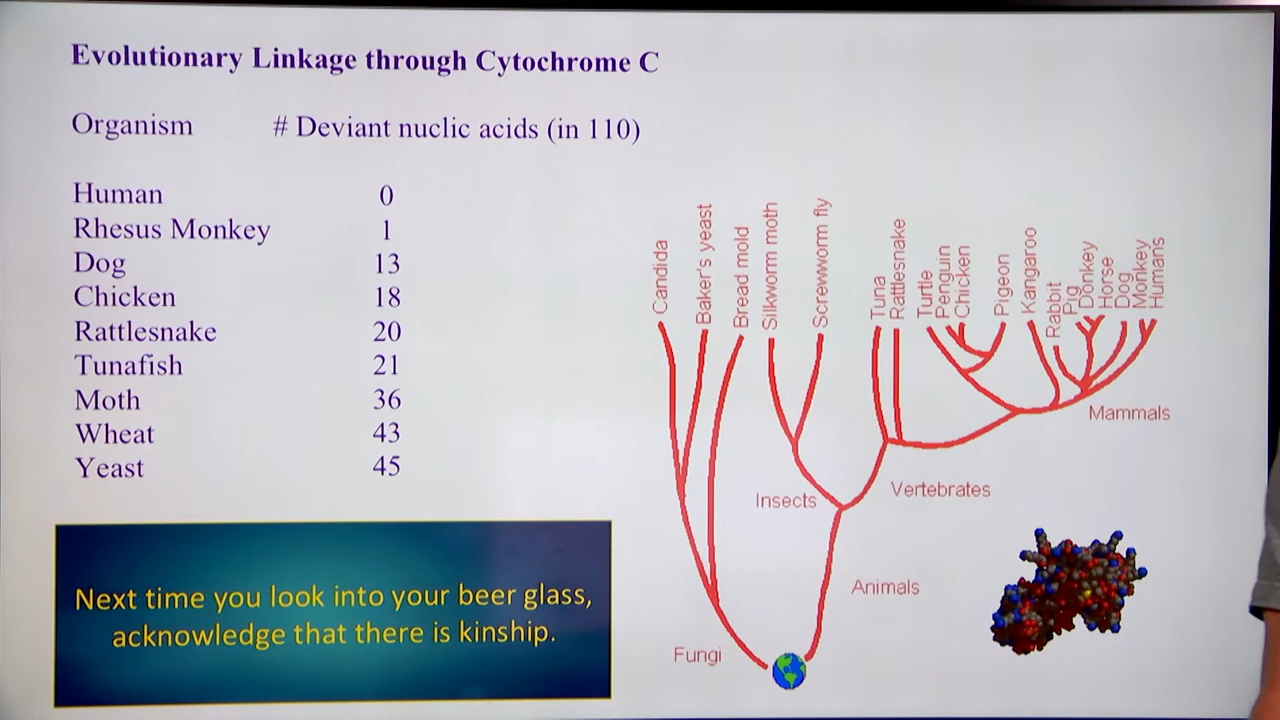 Evolutionary Linkage through Cytochrome C
Organism # Deviant nuclic acids (in 110)
Human 0
Rhesus Monkey 1
Dog 13
Chicken 18
Rattlesnake 20
Tunafish 21
Moth 36
Wheat 43
Yeast 45
Next time you look into your beer glass,
acknowledge that there is kinship.
Candida
Baker's yeast
Bread mold
Silkworm moth
Screwworm fly
Tuna
Rattlesnake
Turtle
Penguin
Chicken
Pigeon
Kangaroo
Rabbit
Pig
Donkey
Horse
Dog
Monkey
Humans
Mammals
Insects
Vertebrates
Animals
Fungi